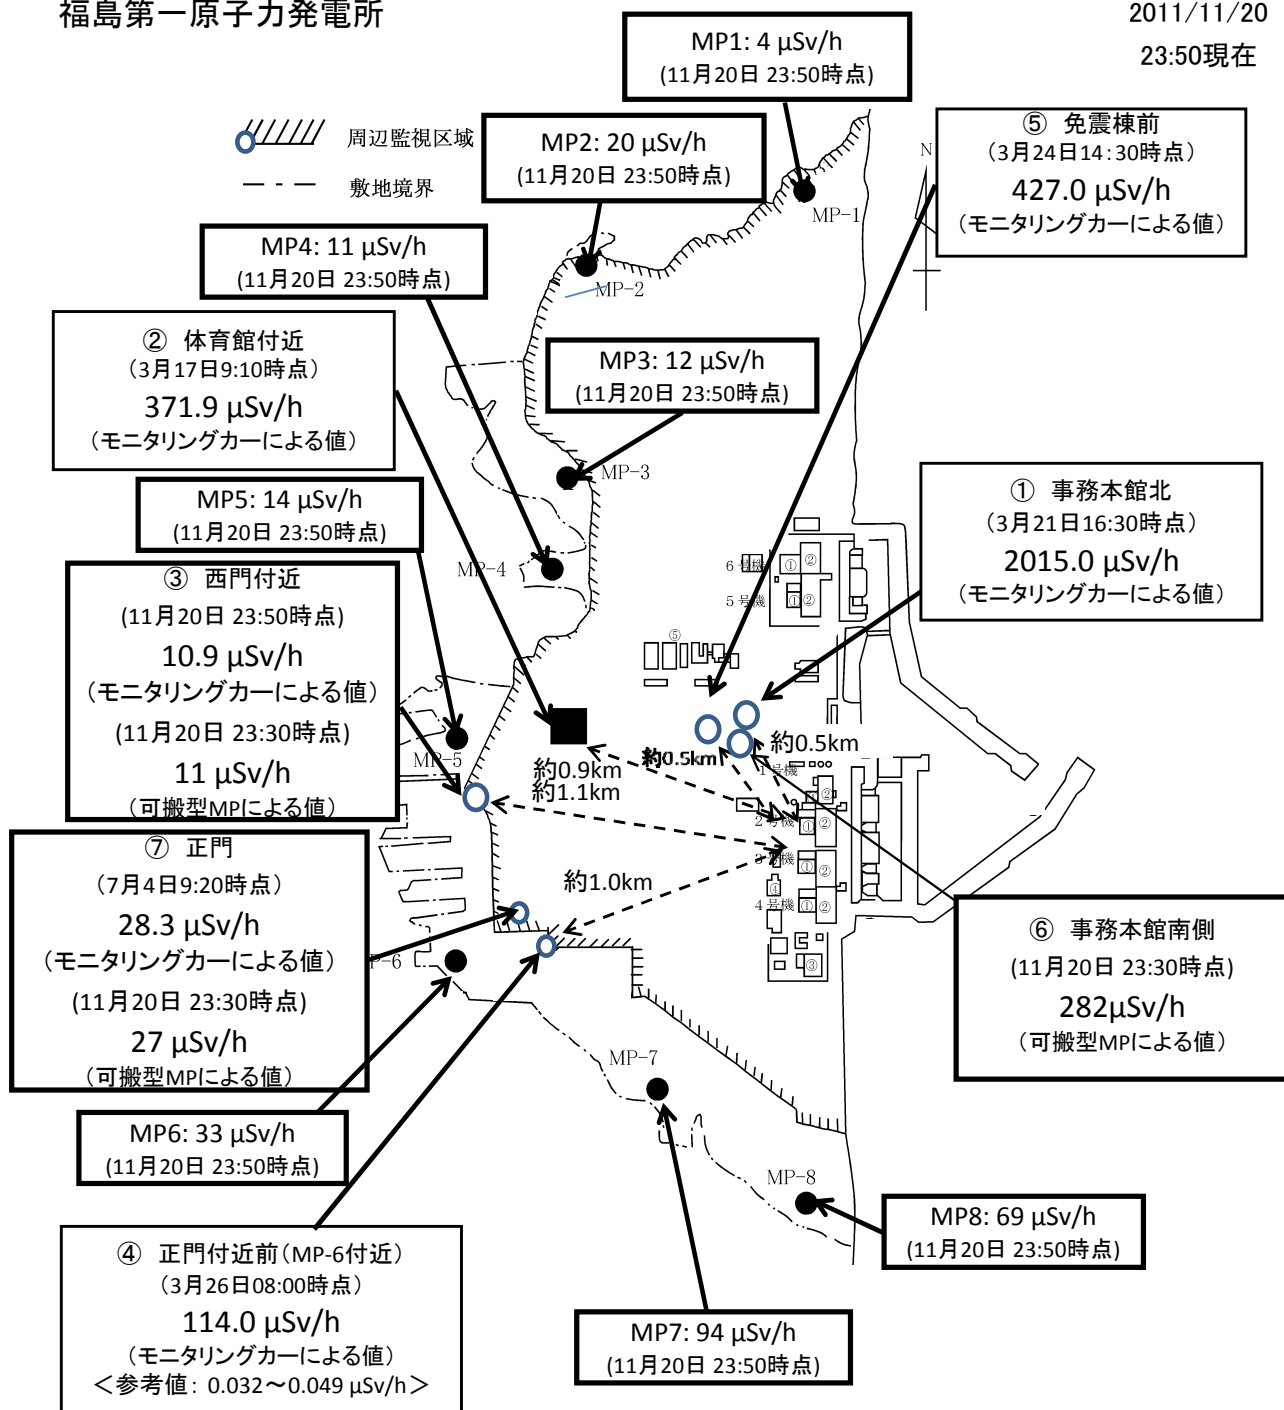 福島第一原子力発電所
2011/11/20
23:50現在
MP1: 4 μSv/h
(11月20日 23:50時点)
周辺監視区域
敷地境界
MP2: 20 μSv/h
(11月20日 23:50時点)
⑤ 免震棟前
(3月24日14:30時点)
427.0 μSv/h
(モニタリングカーによる値)
N
MP-1
MP4: 11 μSv/h
(11月20日 23:50時点)
MP-2
② 体育館付近
(3月17日9:10時点)
371.9 μSv/h
(モニタリングカーによる値)
MP3: 12 μSv/h
(11月20日 23:50時点)
MP-3
① 事務本館北
(3月21日16:30時点)
2015.0 μSv/h
(モニタリングカーによる値)
MP5: 14 μSv/h
(11月20日 23:50時点)
MP-4
6号機
① ②
5号機
① ②
③ 西門付近
(11月20日 23:50時点)
10.9 μSv/h
(モニタリングカーによる値)
(11月20日 23:30時点)
11 μSv/h
(可搬型MPによる値)
⑤
MP-5
約0.9km
約1.1km
約0.5km
約0.5km
1号機
②
2号機
① ②
3号機
① ②
④
4号機
① ②
③
約1.0km
⑦ 正門
(7月4日9:20時点)
28.3 μSv/h
(モニタリングカーによる値)
(11月20日 23:30時点)
27 μSv/h
(可搬型MPによる値)
P-6
⑥ 事務本館南側
(11月20日 23:30時点)
282μSv/h
(可搬型MPによる値)
MP-7
MP6: 33 μSv/h
(11月20日 23:50時点)
MP-8
MP8: 69 μSv/h
(11月20日 23:50時点)
④ 正門付近前(MP-6付近)
(3月26日08:00時点)
114.0 μSv/h
(モニタリングカーによる値)
<参考値: 0.032~0.049 μSv/h>
MP7: 94 μSv/h
(11月20日 23:50時点)